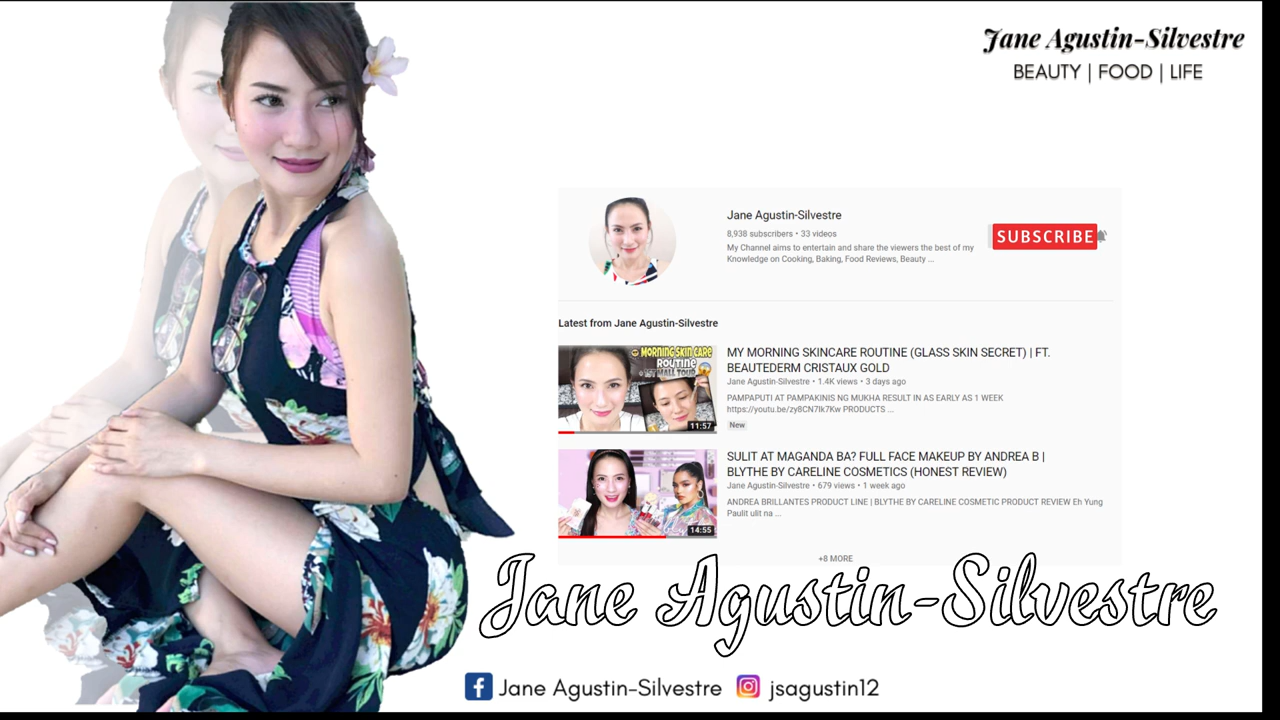 Jane Agustin-Silvestre
BEAUTY | FOOD | LIFE
Jane Agustin-Silvestre
8,938 subscribers • 33 videos
My Channel aims to entertain and share the viewers the best of my
Knowledge on Cooking, Baking, Food Reviews, Beauty ...
SUBSCRIBE
Latest from Jane Agustin-Silvestre
MORNING SKIN CARE
ROUTINE
+ 1ST MALL TOUR
11:57
MY MORNING SKINCARE ROUTINE (GLASS SKIN SECRET) | FT.
BEAUTEDERM CRISTAUX GOLD
Jane Agustin-Silvestre • 1.4K views • 3 days ago
PAMPAPUTI AT PAMPAKINIS NG MUKHA RESULT IN AS EARLY AS 1 WEEK
https://youtu.be/zy8CN7Ik7Kw PRODUCTS ...
New
14:55
SULIT AT MAGANDA BA? FULL FACE MAKEUP BY ANDREA B |
BLYTHE BY CARELINE COSMETICS (HONEST REVIEW)
Jane Agustin-Silvestre • 679 views • 1 week ago
ANDREA BRILLANTES PRODUCT LINE | BLYTHE BY CARELINE COSMETIC PRODUCT REVIEW Eh Yung
Paulit ulit na ...
+8 MORE
Jane Agustin-Silvestre
Jane Agustin-Silvestre jsagustin12